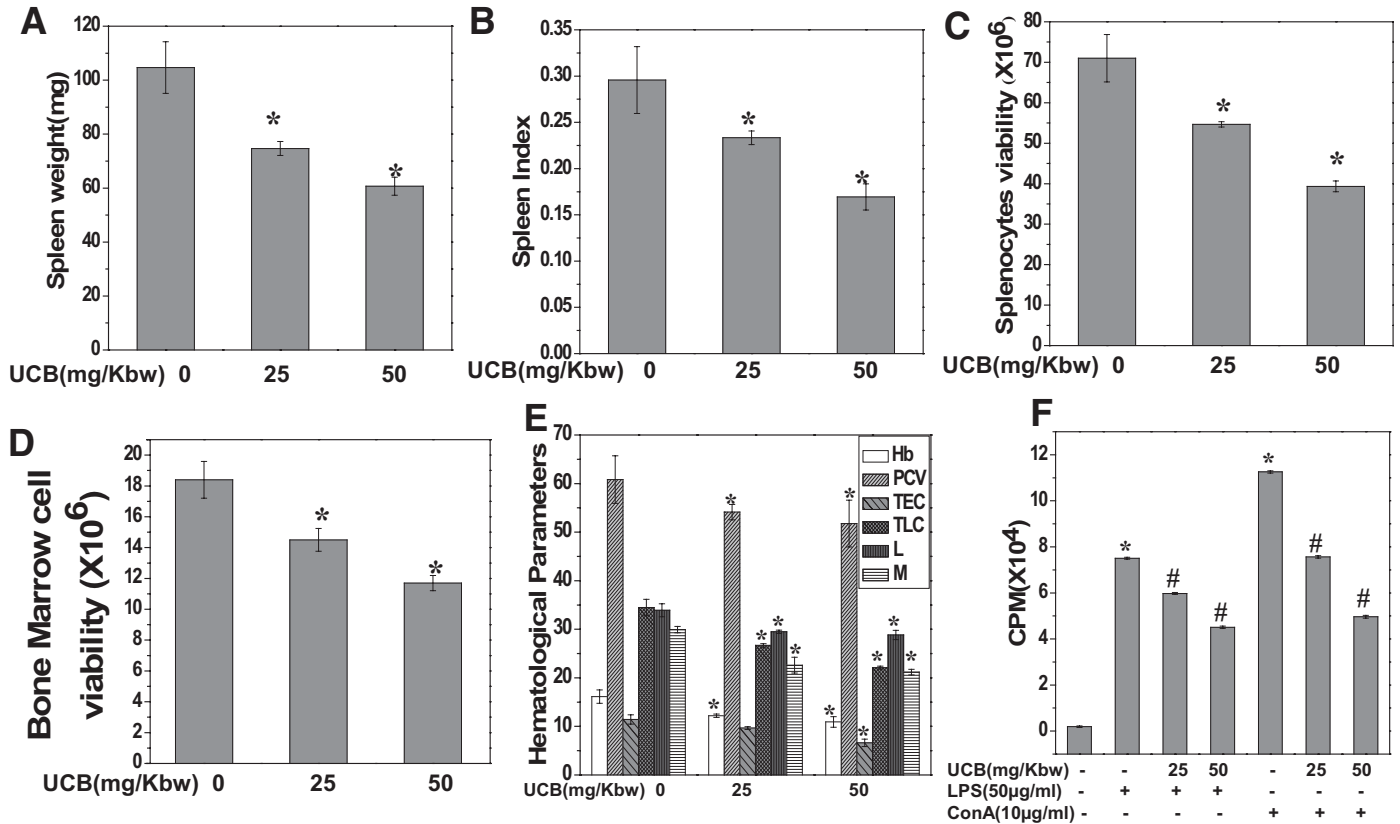 A
Spleen weight(mg)
120
100
80
60
40
20
0
*
*
UCB(mg/Kbw) 0 25 50
B
Spleen Index
0.35
0.30
0.25
0.20
0.15
0.10
0.05
0.00
*
*
UCB(mg/Kbw) 0 25 50
C
Splenocytes viability (X10⁶)
80
70
60
50
40
30
20
10
0
*
*
UCB(mg/Kbw) 0 25 50
D
Bone Marrow cell
viability (X10⁶)
20
18
16
14
12
10
8
6
4
2
0
*
*
UCB(mg/Kbw) 0 25 50
E
Hematological Parameters
70
60
50
40
30
20
10
0
Hb
PCV
TEC
TLC
L
M
* * * * *
* * * * * *
UCB(mg/Kbw) 0 25 50
F
CPM(X10⁴)
12
10
8
6
4
2
0
* # # * # #
UCB(mg/Kbw) - - 25 50 - 25 50
LPS(50µg/ml) - + + + - - -
ConA(10µg/ml) - - - - + + +